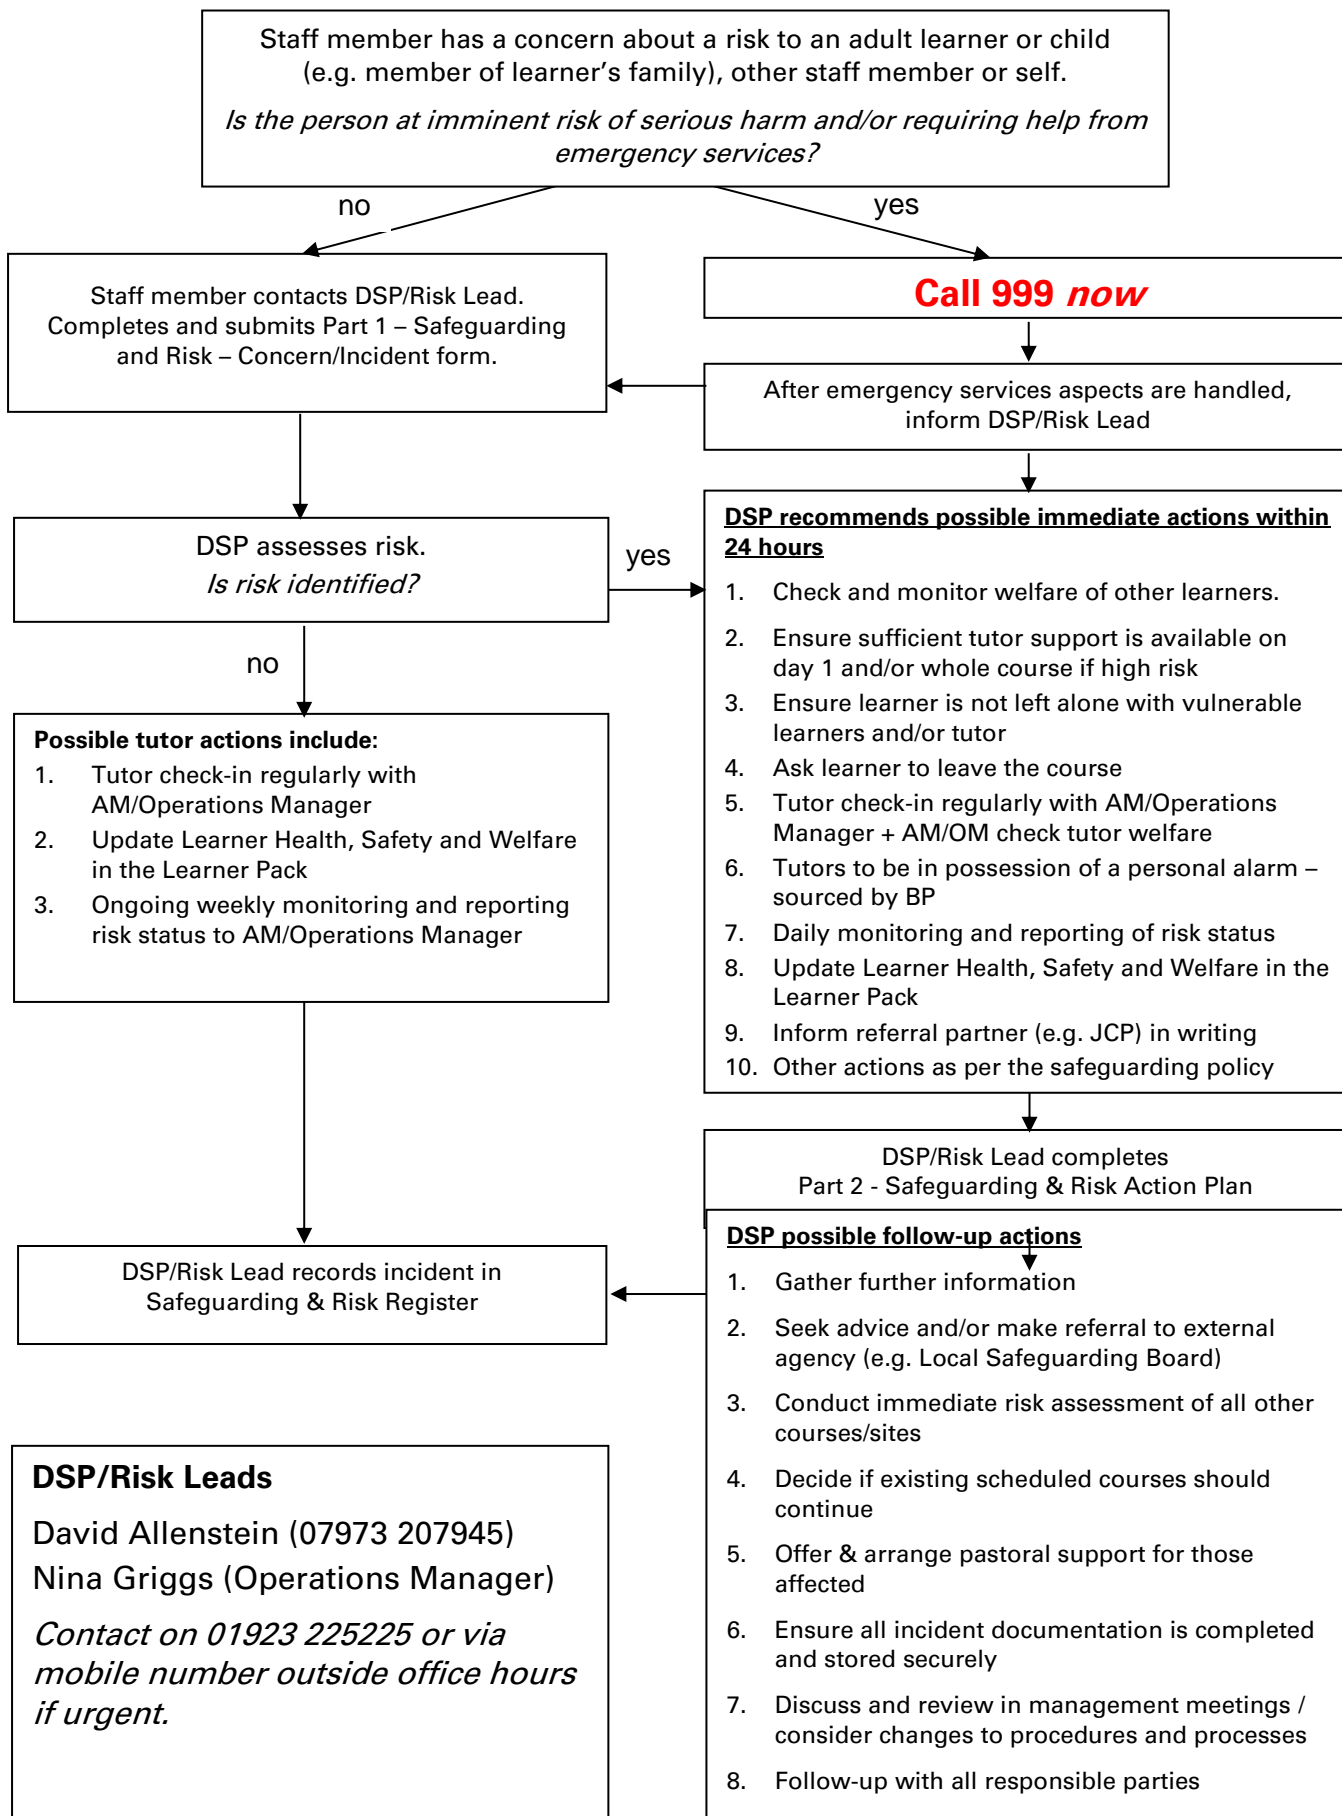 Staff member has a concern about a risk to an adult learner or child
(e.g. member of learner's family), other staff member or self.
Is the person at imminent risk of serious harm and/or requiring help from
emergency services?
no
yes
Staff member contacts DSP/Risk Lead.
Completes and submits Part 1 – Safeguarding
and Risk – Concern/Incident form.
Call 999 now
After emergency services aspects are handled,
inform DSP/Risk Lead
DSP assesses risk.
Is risk identified?
yes
no
DSP recommends possible immediate actions within
24 hours
1. Check and monitor welfare of other learners.
2. Ensure sufficient tutor support is available on
day 1 and/or whole course if high risk
3. Ensure learner is not left alone with vulnerable
learners and/or tutor
4. Ask learner to leave the course
5. Tutor check-in regularly with AM/Operations
Manager + AM/OM check tutor welfare
6. Tutors to be in possession of a personal alarm –
sourced by BP
7. Daily monitoring and reporting of risk status
8. Update Learner Health, Safety and Welfare in the
Learner Pack
9. Inform referral partner (e.g. JCP) in writing
10. Other actions as per the safeguarding policy
Possible tutor actions include:
1. Tutor check-in regularly with
AM/Operations Manager
2. Update Learner Health, Safety and Welfare
in the Learner Pack
3. Ongoing weekly monitoring and reporting
risk status to AM/Operations Manager
DSP/Risk Lead completes
Part 2 - Safeguarding & Risk Action Plan
DSP possible follow-up actions
1. Gather further information
2. Seek advice and/or make referral to external
agency (e.g. Local Safeguarding Board)
3. Conduct immediate risk assessment of all other
courses/sites
4. Decide if existing scheduled courses should
continue
5. Offer & arrange pastoral support for those
affected
6. Ensure all incident documentation is completed
and stored securely
7. Discuss and review in management meetings /
consider changes to procedures and processes
8. Follow-up with all responsible parties
DSP/Risk Lead records incident in
Safeguarding & Risk Register
DSP/Risk Leads
David Allenstein (07973 207945)
Nina Griggs (Operations Manager)
Contact on 01923 225225 or via
mobile number outside office hours
if urgent.